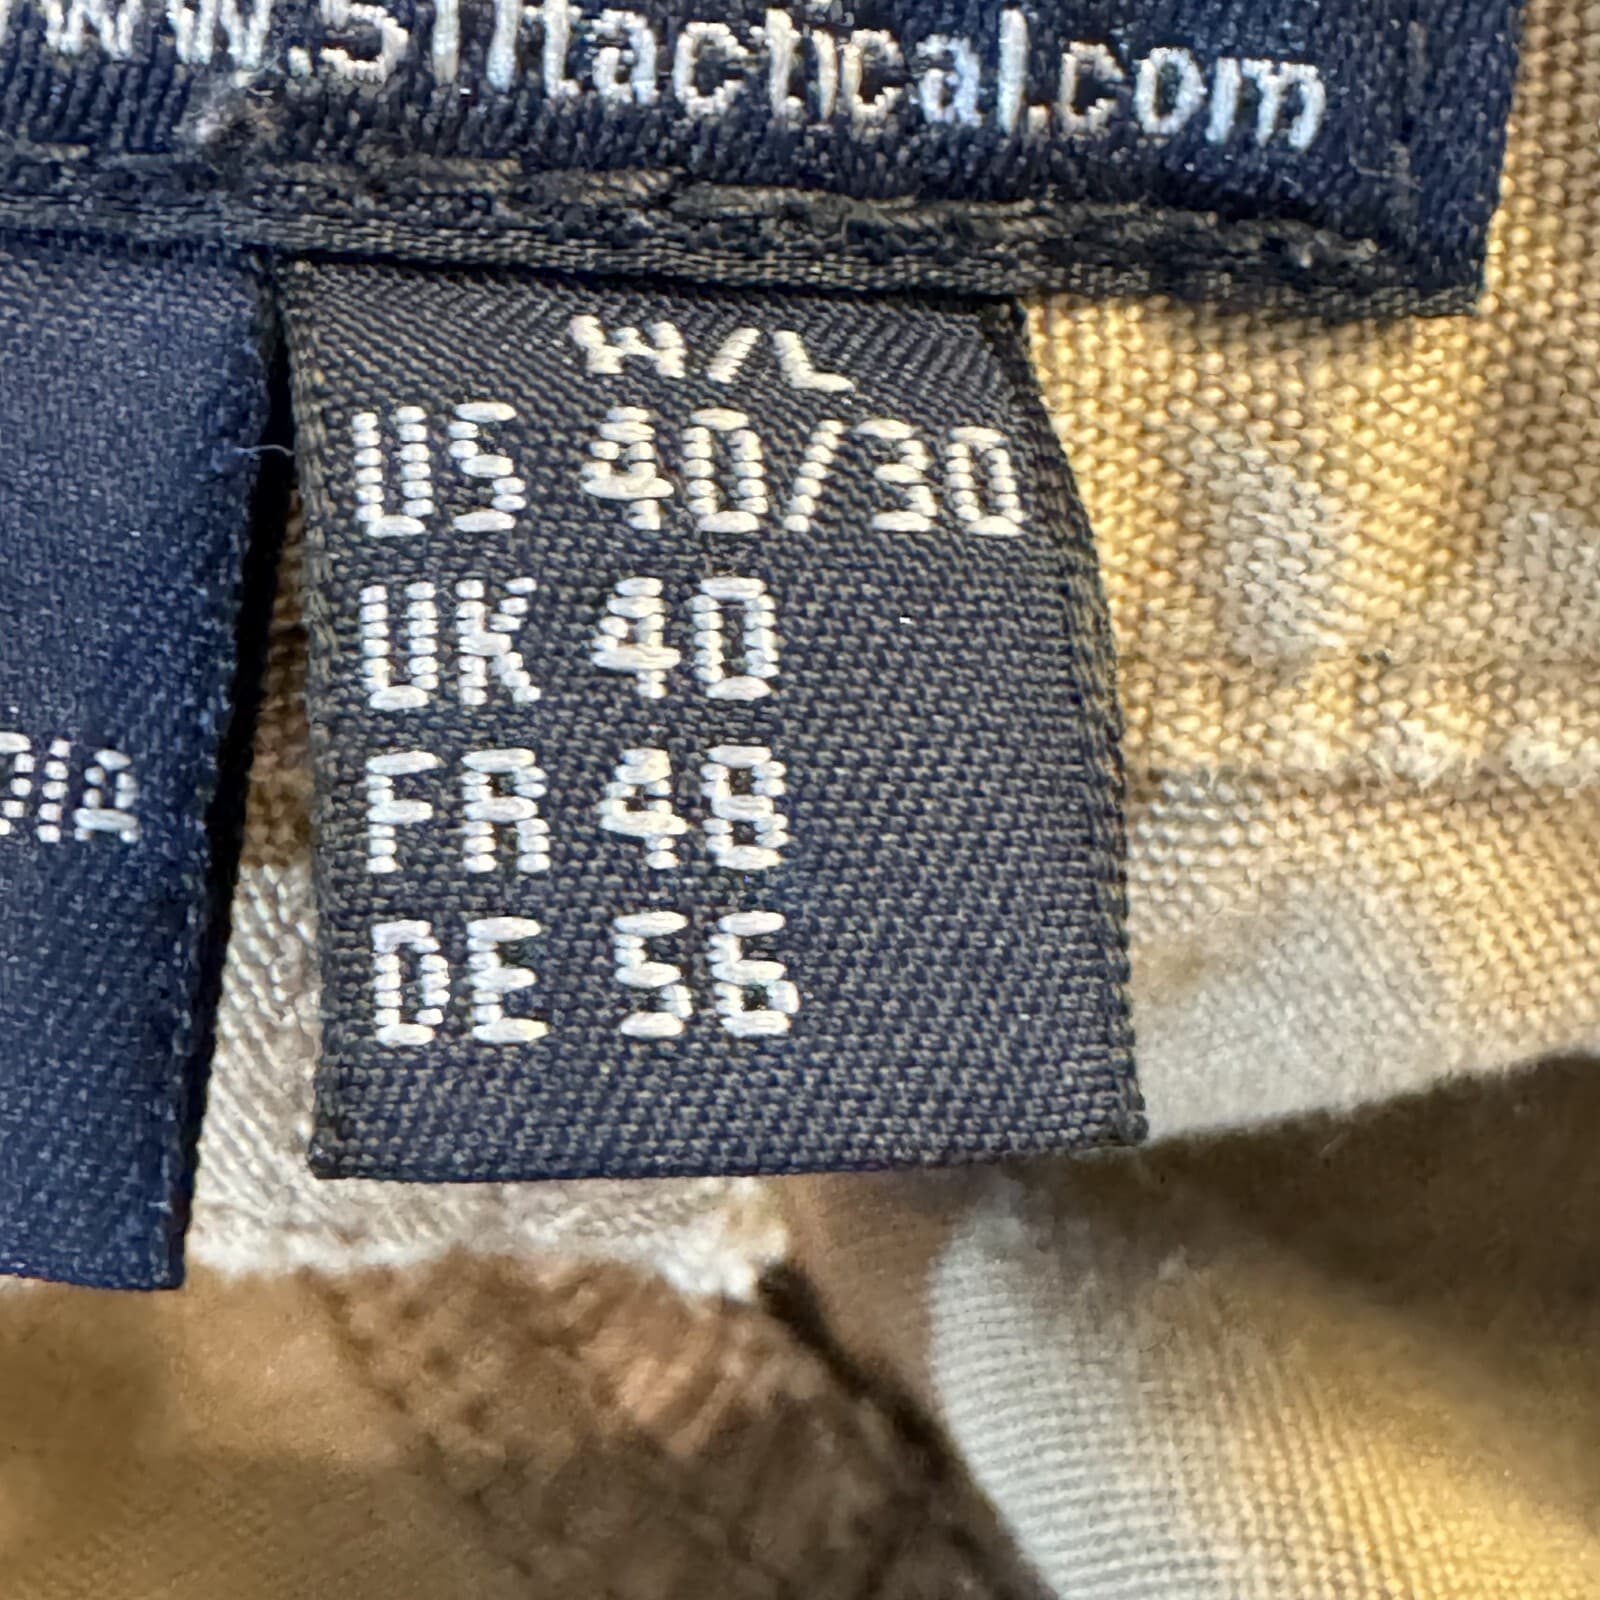 www.511tactical.com
W/L
US 40/30
UK 40
FR 48
DE 56